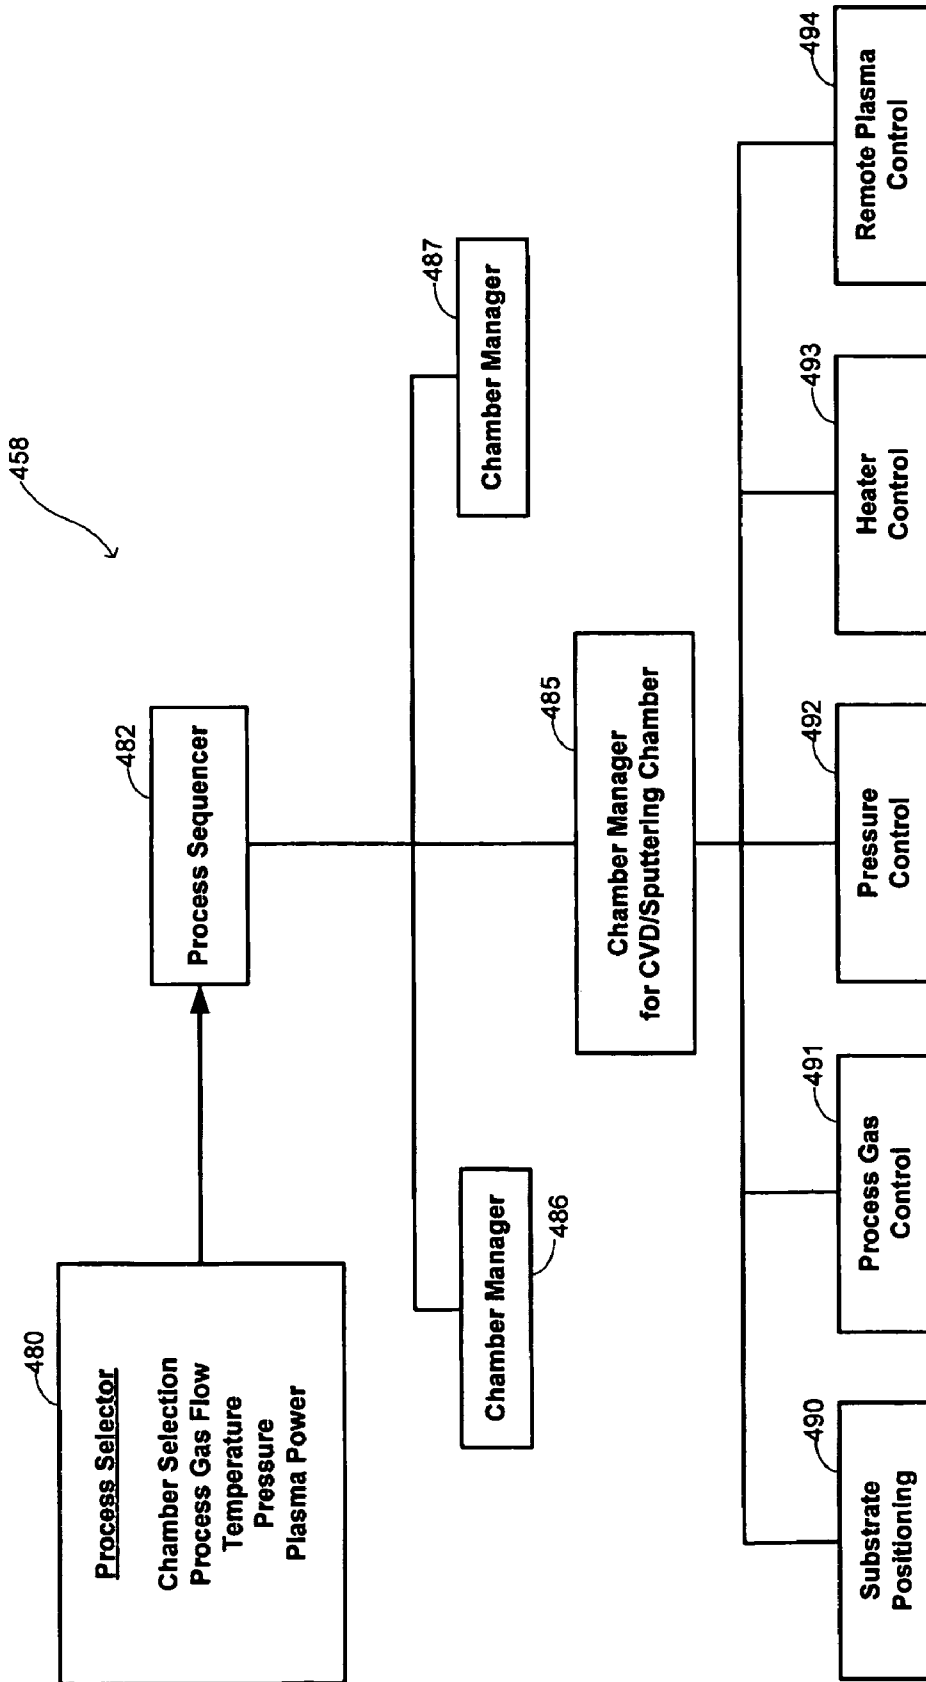 458
480
Process Selector
Chamber Selection
Process Gas Flow
Temperature
Pressure
Plasma Power
482
Process Sequencer
486
Chamber Manager
487
Chamber Manager
485
Chamber Manager
for CVD/Sputtering Chamber
490
Substrate
Positioning
491
Process Gas
Control
492
Pressure
Control
493
Heater
Control
494
Remote Plasma
Control